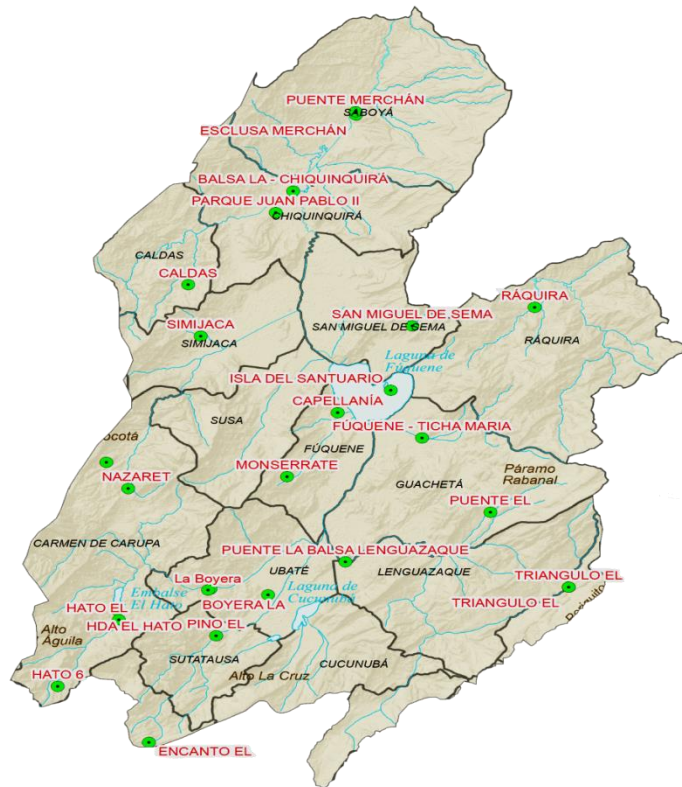 PUENTE MERCHÁN
SABOYÁ
ESCLUSA MERCHÁN
BALSA LA - CHIQUINQUIRÁ
PARQUE JUAN PABLO II
CHIQUINQUIRÁ
CALDAS
CALDAS
RÁQUIRA
SAN MIGUEL DE SEMA
SIMIJACA
SAN MIGUEL DE SEMA
SIMIJACA
RÁQUIRA
Laguna de
Fúquene
ISLA DEL SANTUARIO
CAPELLANÍA
SUSA
FÚQUENE - TICHA MARIA
FÚQUENE
MONSERRATE
Páramo
Rabanal
NAZARET
GUACHETÁ
PUENTE EL
CARMEN DE CARUPA
PUENTE LA BALSA LENGUAZAQUE
UBATE
LENGUAZAQUE
La Boyera
TRIANGULO EL
Embalse
El Hato
Laguna de
Cucunubá
HATO EL
BOYERA LA
TRIANGULO EL
HDA EL HATO
PINO EL
Alto
Aguila
SUTATAUSA
CUCUNUBÁ
HATO 6
Alto La Cruz
ENCANTO EL